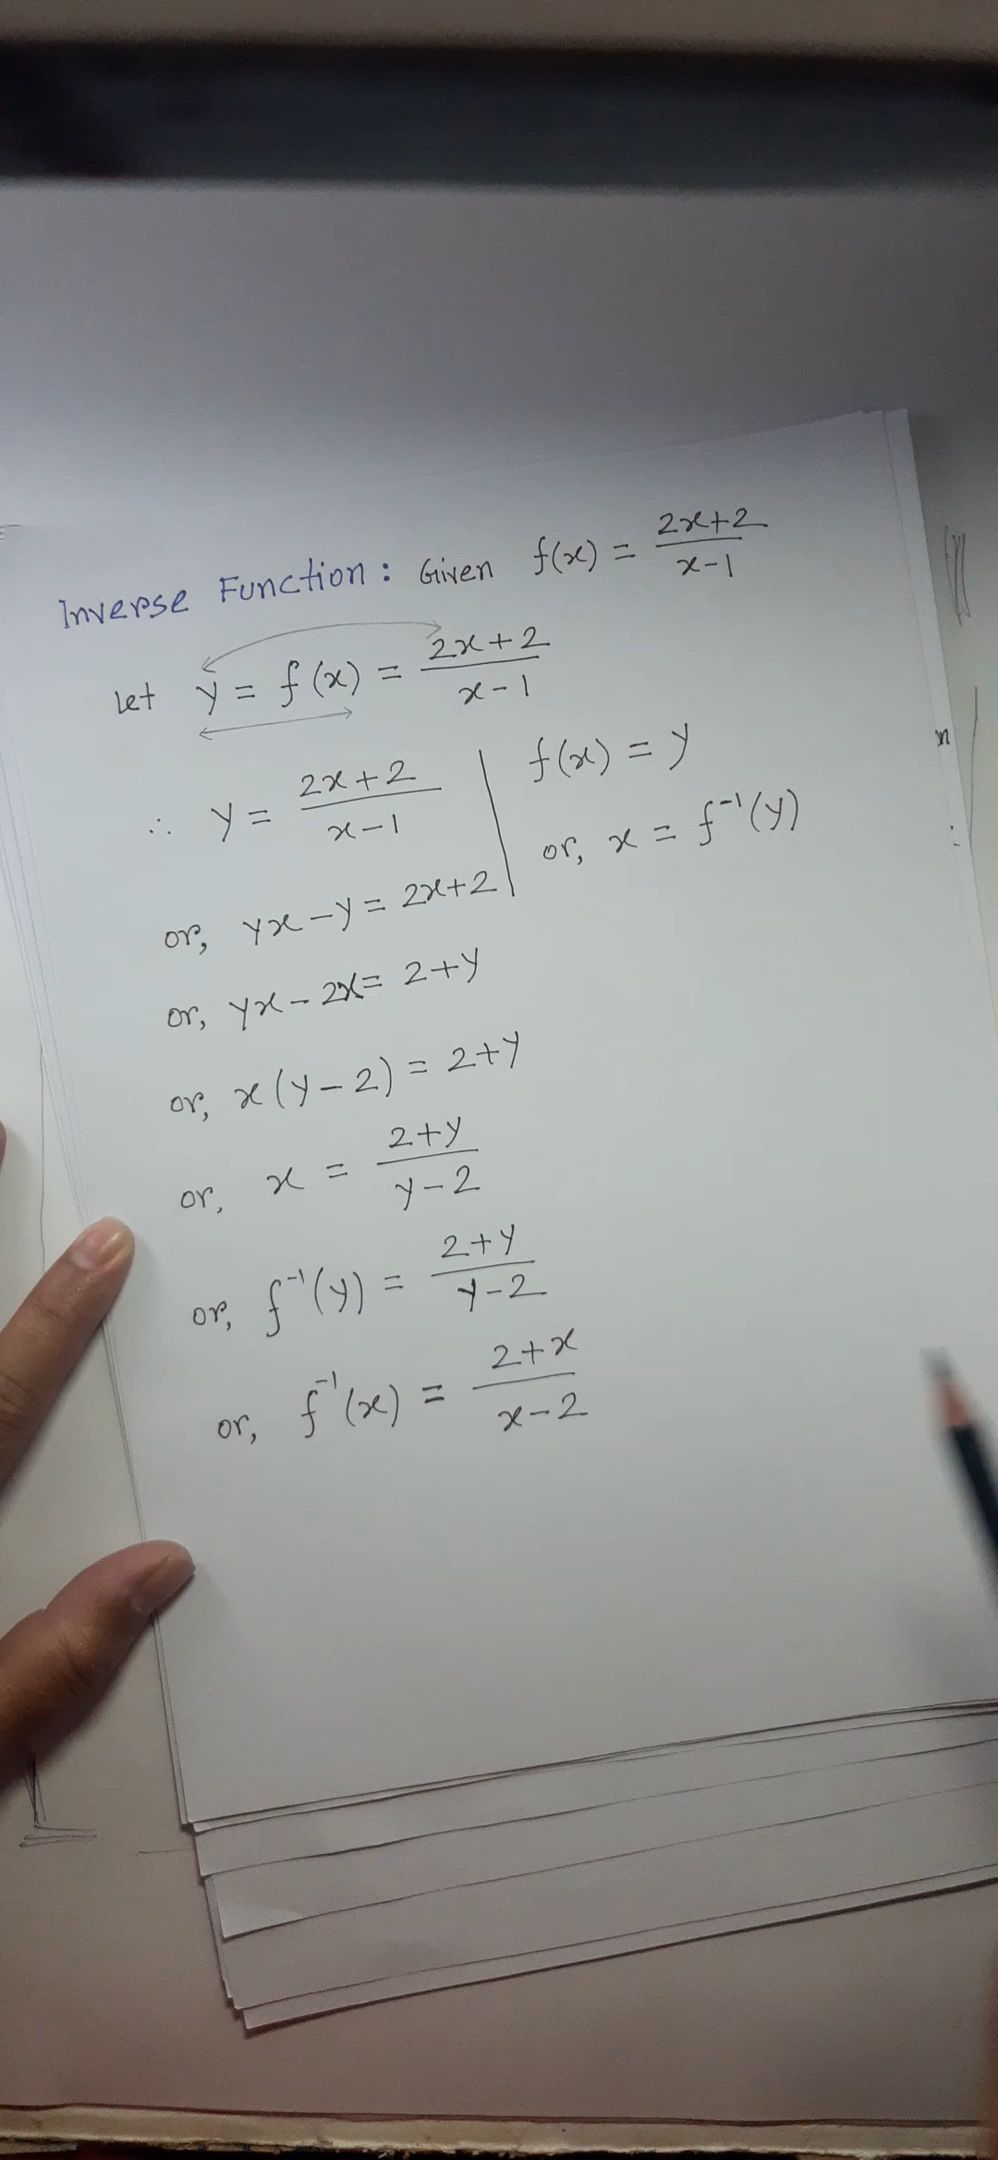 Inverse Function: Given f(x) = (2x+2)/(x-1)
Let y = f(x) = (2x+2)/(x-1)
∴ y = (2x+2)/(x-1)
or, yx - y = 2x+2
f(x) = y
or, x = f⁻¹(y)
or, yx - 2x = 2+y
or, x(y-2) = 2+y
or, x = (2+y)/(y-2)
or, f⁻¹(y) = (2+y)/(y-2)
or, f⁻¹(x) = (2+x)/(x-2)